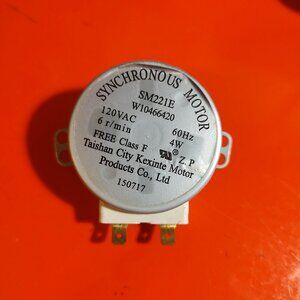 SYNCHRONOUS MOTOR
SM221E
W10466420
120VAC 60Hz
6 r/min 4W
FREE Class F Z.P
Taishan City Kexinte Motor
Products Co., Ltd
150717